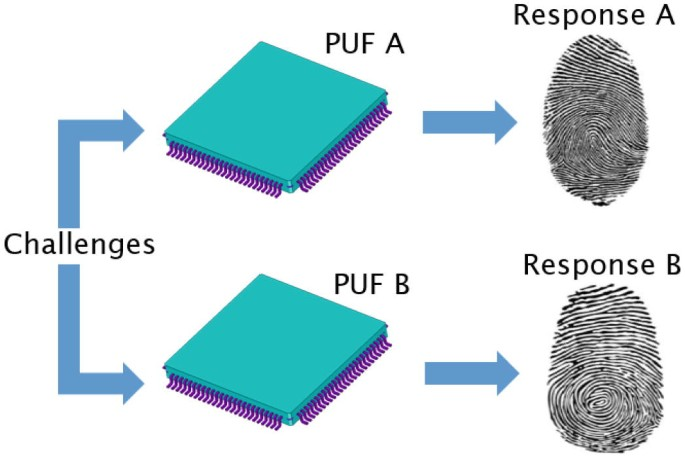 Response A
PUF A
Challenges
Response B
PUF B